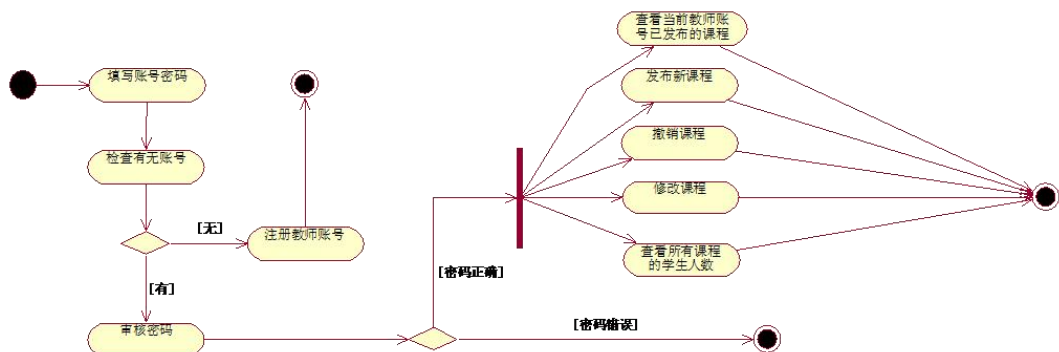 填写账号密码
检查有无账号
[无]
注册教师账号
[有]
审核密码
[密码正确]
[密码错误]
查看当前教师账
号已发布的课程
发布新课程
撤销课程
修改课程
查看所有课程
的学生人数